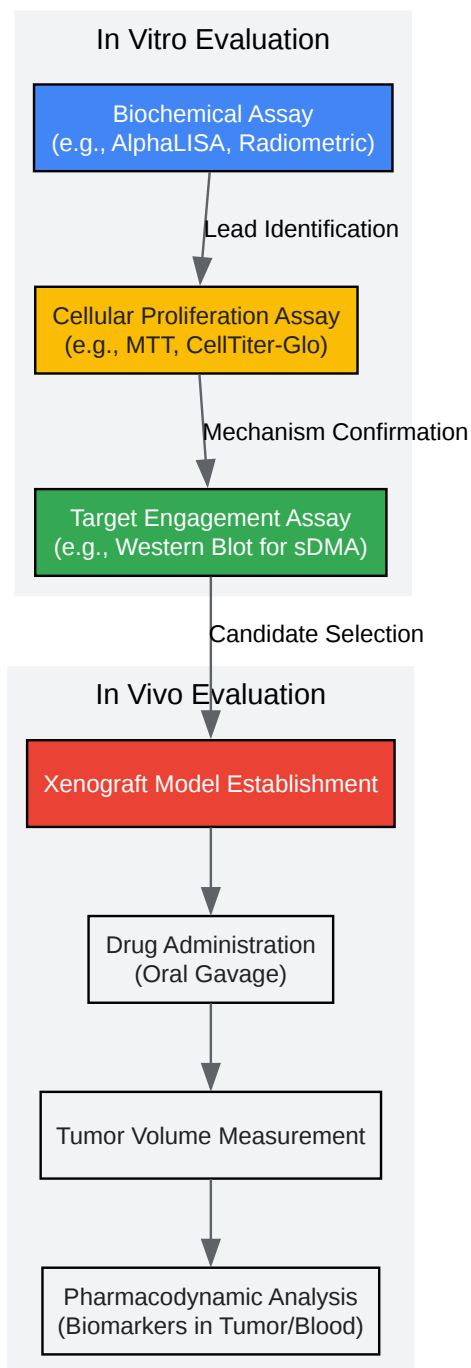 In Vitro Evaluation
Biochemical Assay
(e.g., AlphaLISA, Radiometric)
Lead Identification
Cellular Proliferation Assay
(e.g., MTT, CellTiter-Glo)
Mechanism Confirmation
Target Engagement Assay
(e.g., Western Blot for sDMA)
Candidate Selection
In Vivo Evaluation
Xenograft Model Establishment
Drug Administration
(Oral Gavage)
Tumor Volume Measurement
Pharmacodynamic Analysis
(Biomarkers in Tumor/Blood)